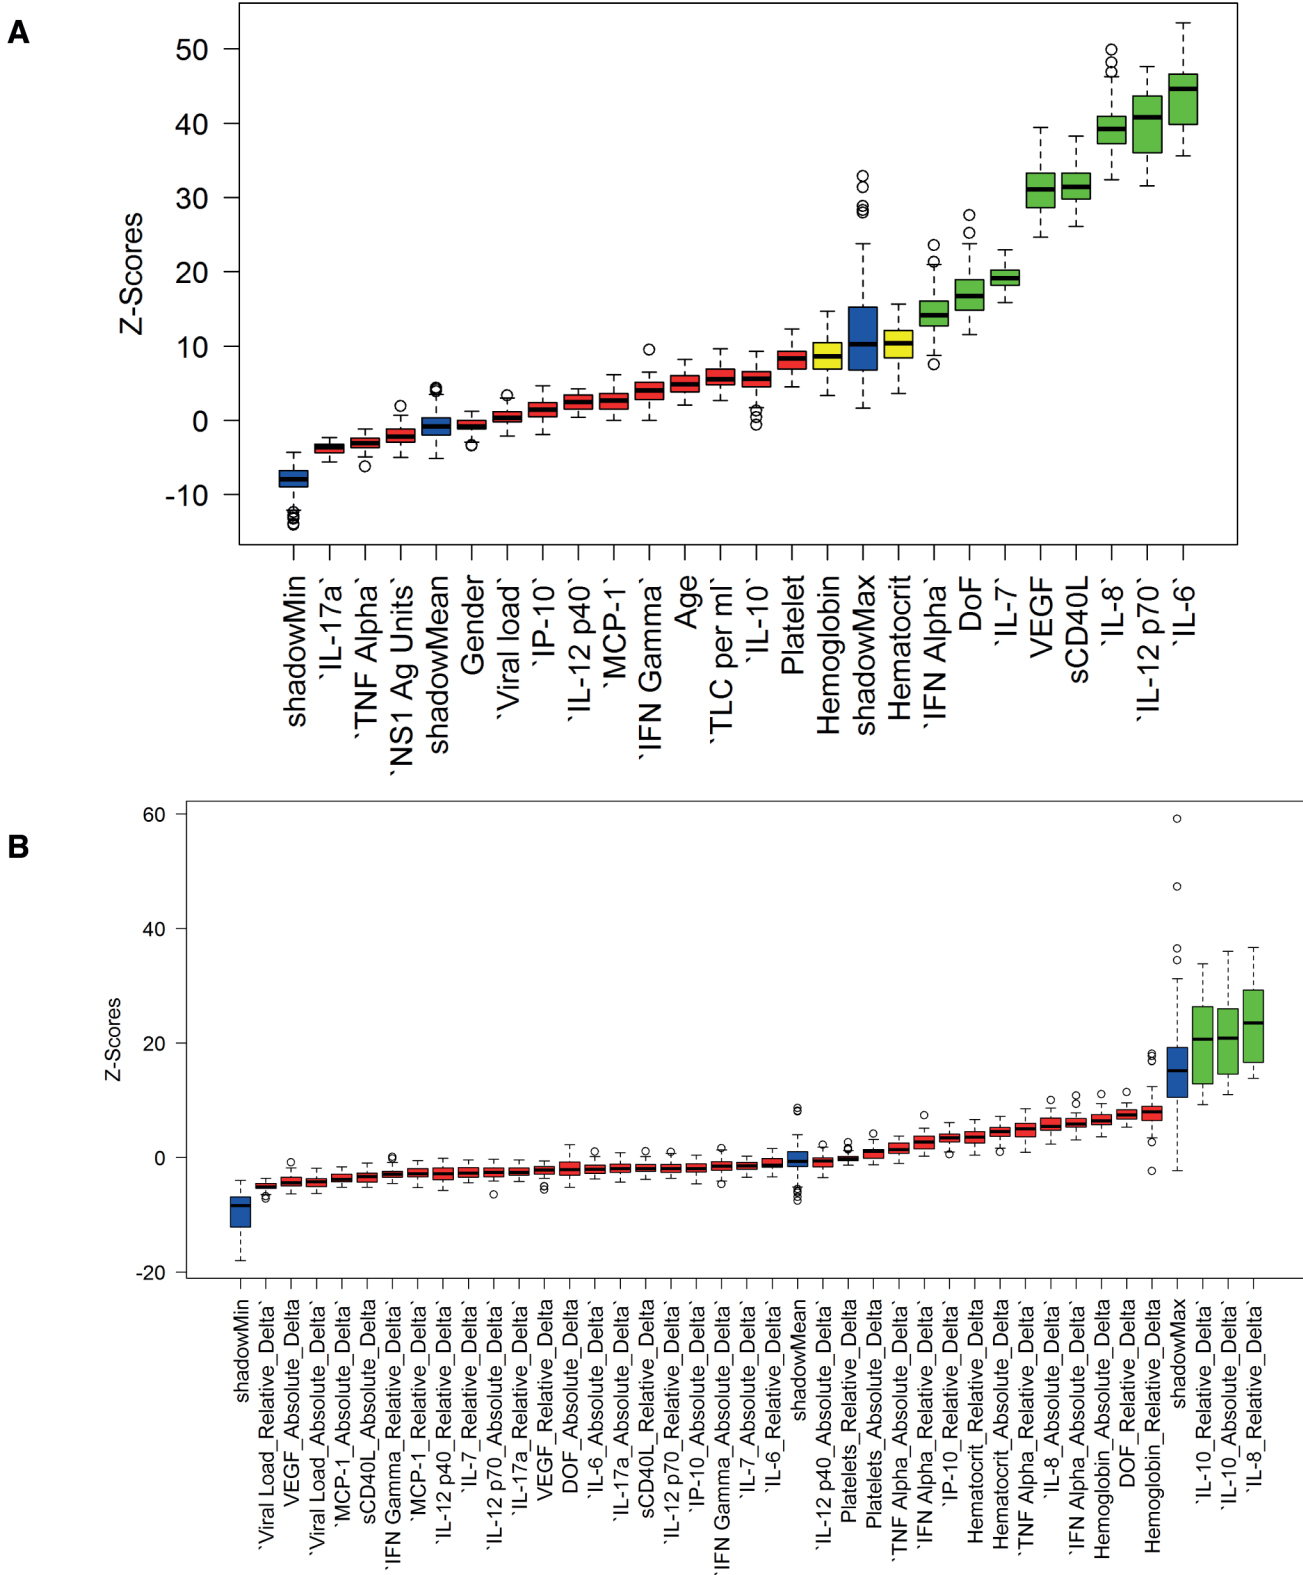 A
Z-Scores
50
40
30
20
10
0
-10
shadowMin
`IL-17a`
`TNF Alpha`
`NS1 Ag Units`
shadowMean
Gender
`Viral load`
`IP-10`
`IL-12 p40`
`MCP-1`
`IFN Gamma`
Age
`TLC per ml`
`IL-10`
Platelet
Hemoglobin
shadowMax
Hematocrit
`IFN Alpha`
DoF
`IL-7`
VEGF
sCD40L
`IL-8`
`IL-12 p70`
`IL-6`
B
Z-Scores
60
40
20
0
-20
shadowMin
`Viral Load_Relative_Delta`
VEGF_Absolute_Delta
`Viral Load_Absolute_Delta`
`MCP-1_Absolute_Delta`
sCD40L_Absolute_Delta
`IFN Gamma_Relative_Delta`
`MCP-1_Relative_Delta`
`IL-12 p40_Relative_Delta`
`IL-7_Relative_Delta`
`IL-12 p70_Absolute_Delta`
`IL-17a_Relative_Delta`
VEGF_Relative_Delta
DOF_Absolute_Delta
`IL-6_Absolute_Delta`
`IL-17a_Absolute_Delta`
sCD40L_Relative_Delta
`IL-12 p70_Relative_Delta`
`IP-10_Absolute_Delta`
`IFN Gamma_Absolute_Delta`
`IL-7_Absolute_Delta`
`IL-6_Relative_Delta`
shadowMean
`IL-12 p40_Absolute_Delta`
Platelets_Relative_Delta
Platelets_Absolute_Delta
`TNF Alpha_Absolute_Delta`
`IFN Alpha_Relative_Delta`
`IP-10_Relative_Delta`
Hematocrit_Relative_Delta
Hematocrit_Absolute_Delta
`TNF Alpha_Relative_Delta`
`IL-8_Absolute_Delta`
`IFN Alpha_Absolute_Delta`
Hemoglobin_Absolute_Delta
DOF_Relative_Delta
Hemoglobin_Relative_Delta
shadowMax
`IL-10_Relative_Delta`
`IL-10_Absolute_Delta`
`IL-8_Relative_Delta`